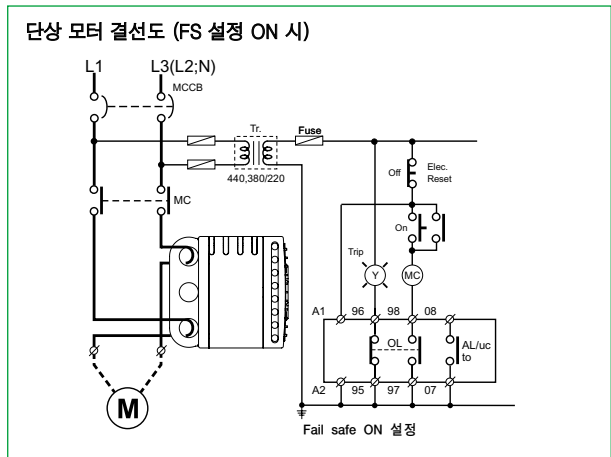 단상 모터 결선도 (FS 설정 ON 시)
L1
L3(L2;N)
MCCB
Tr.
Fuse
440,380/220
Off
Elec.
Reset
MC
On
Trip
Y
MC
A1
96
98
08
OL
AL/uc
to
A2
95
97
07
M
Fail safe ON 설정